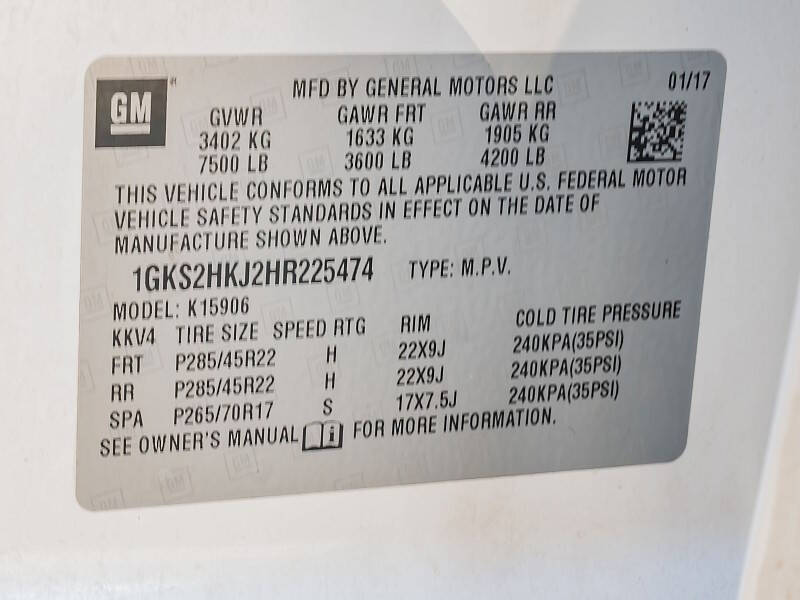 GM
MFD BY GENERAL MOTORS LLC 01/17
GVWR GAWR FRT GAWR RR
3402 KG 1633 KG 1905 KG
7500 LB 3600 LB 4200 LB
THIS VEHICLE CONFORMS TO ALL APPLICABLE U.S. FEDERAL MOTOR
VEHICLE SAFETY STANDARDS IN EFFECT ON THE DATE OF
MANUFACTURE SHOWN ABOVE.
1GKS2HKJ2HR225474 TYPE: M.P.V.
MODEL: K15906
KKV4 TIRE SIZE SPEED RTG RIM COLD TIRE PRESSURE
FRT P285/45R22 H 22X9J 240KPA(35PSI)
RR P285/45R22 H 22X9J 240KPA(35PSI)
SPA P265/70R17 S 17X7.5J 240KPA(35PSI)
SEE OWNER'S MANUAL i FOR MORE INFORMATION.